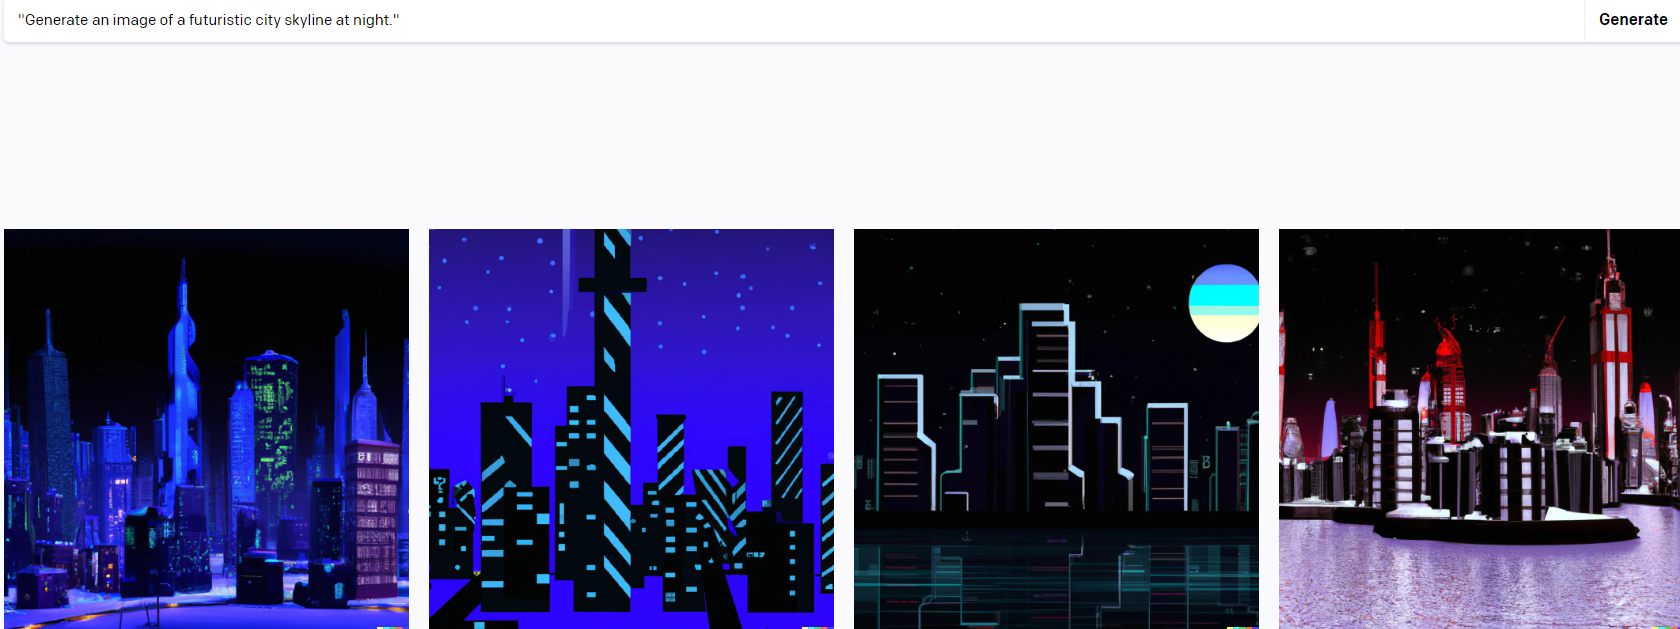 "Generate an image of a futuristic city skyline at night."
Generate